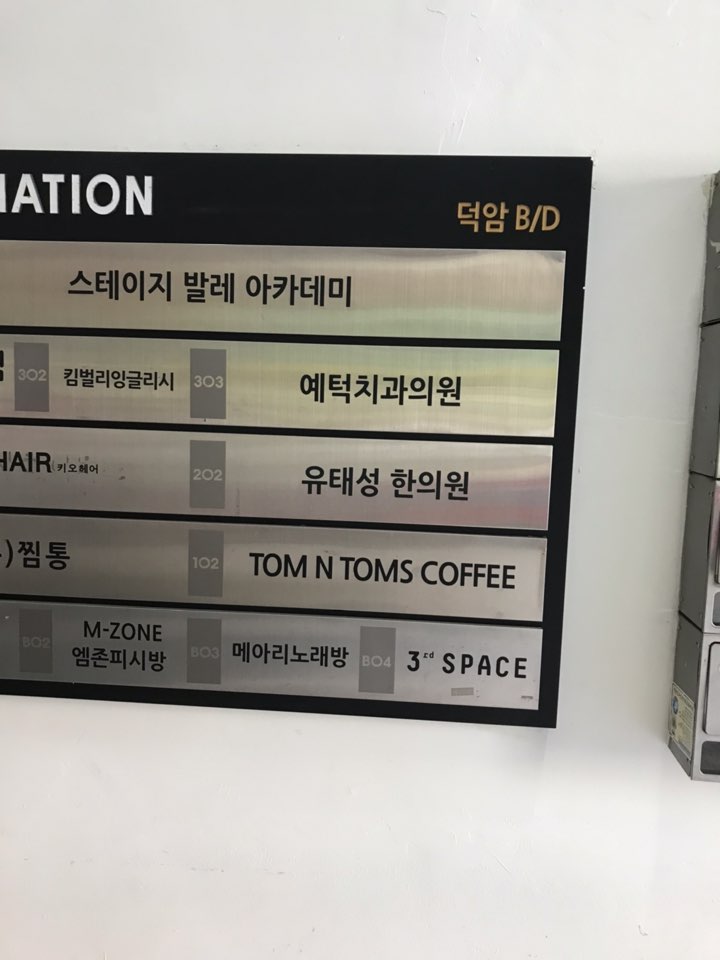 덕암 B/D
스테이지 발레 아카데미
302 킴벌리잉글리시 303 예턱치과의원
키오헤어 202 유태성 한의원
찜통 102 TOM N TOMS COFFEE
B02 M-ZONE
엠존피시방 B03 메아리노래방 B04 3rd SPACE